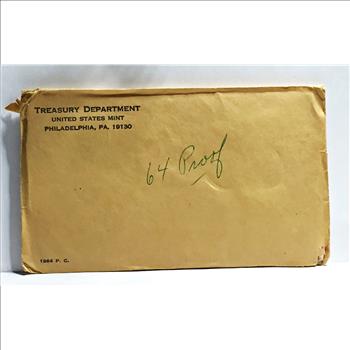 TREASURY DEPARTMENT
UNITED STATES MINT
PHILADELPHIA, PA. 19130
64 Proof
1964 P. C.